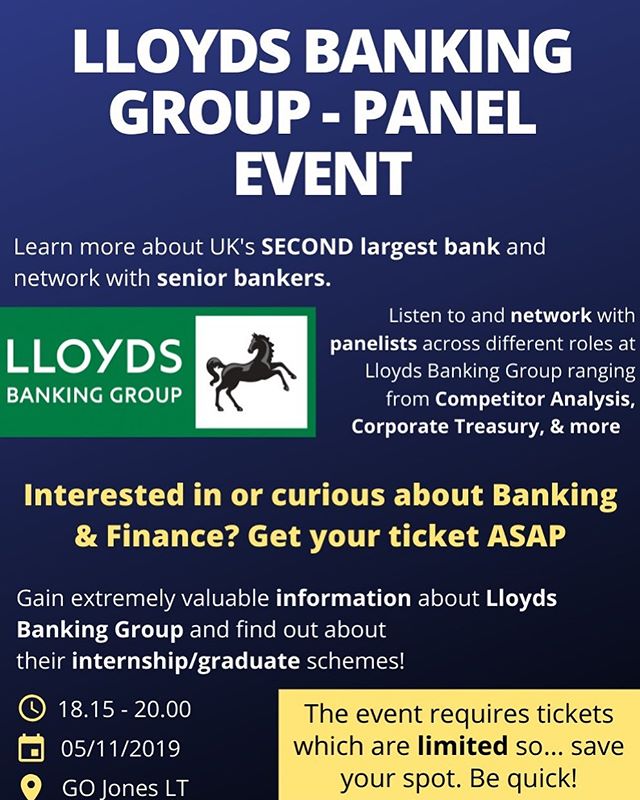 LLOYDS BANKING
GROUP - PANEL
EVENT
Learn more about UK's SECOND largest bank and
network with senior bankers.
LLOYDS
BANKING GROUP
Listen to and network with
panelists across different roles at
Lloyds Banking Group ranging
from Competitor Analysis,
Corporate Treasury, & more
Interested in or curious about Banking
& Finance? Get your ticket ASAP
Gain extremely valuable information about Lloyds
Banking Group and find out about
their internship/graduate schemes!
18.15 - 20.00
05/11/2019
GO Jones LT
The event requires tickets
which are limited so... save
your spot. Be quick!